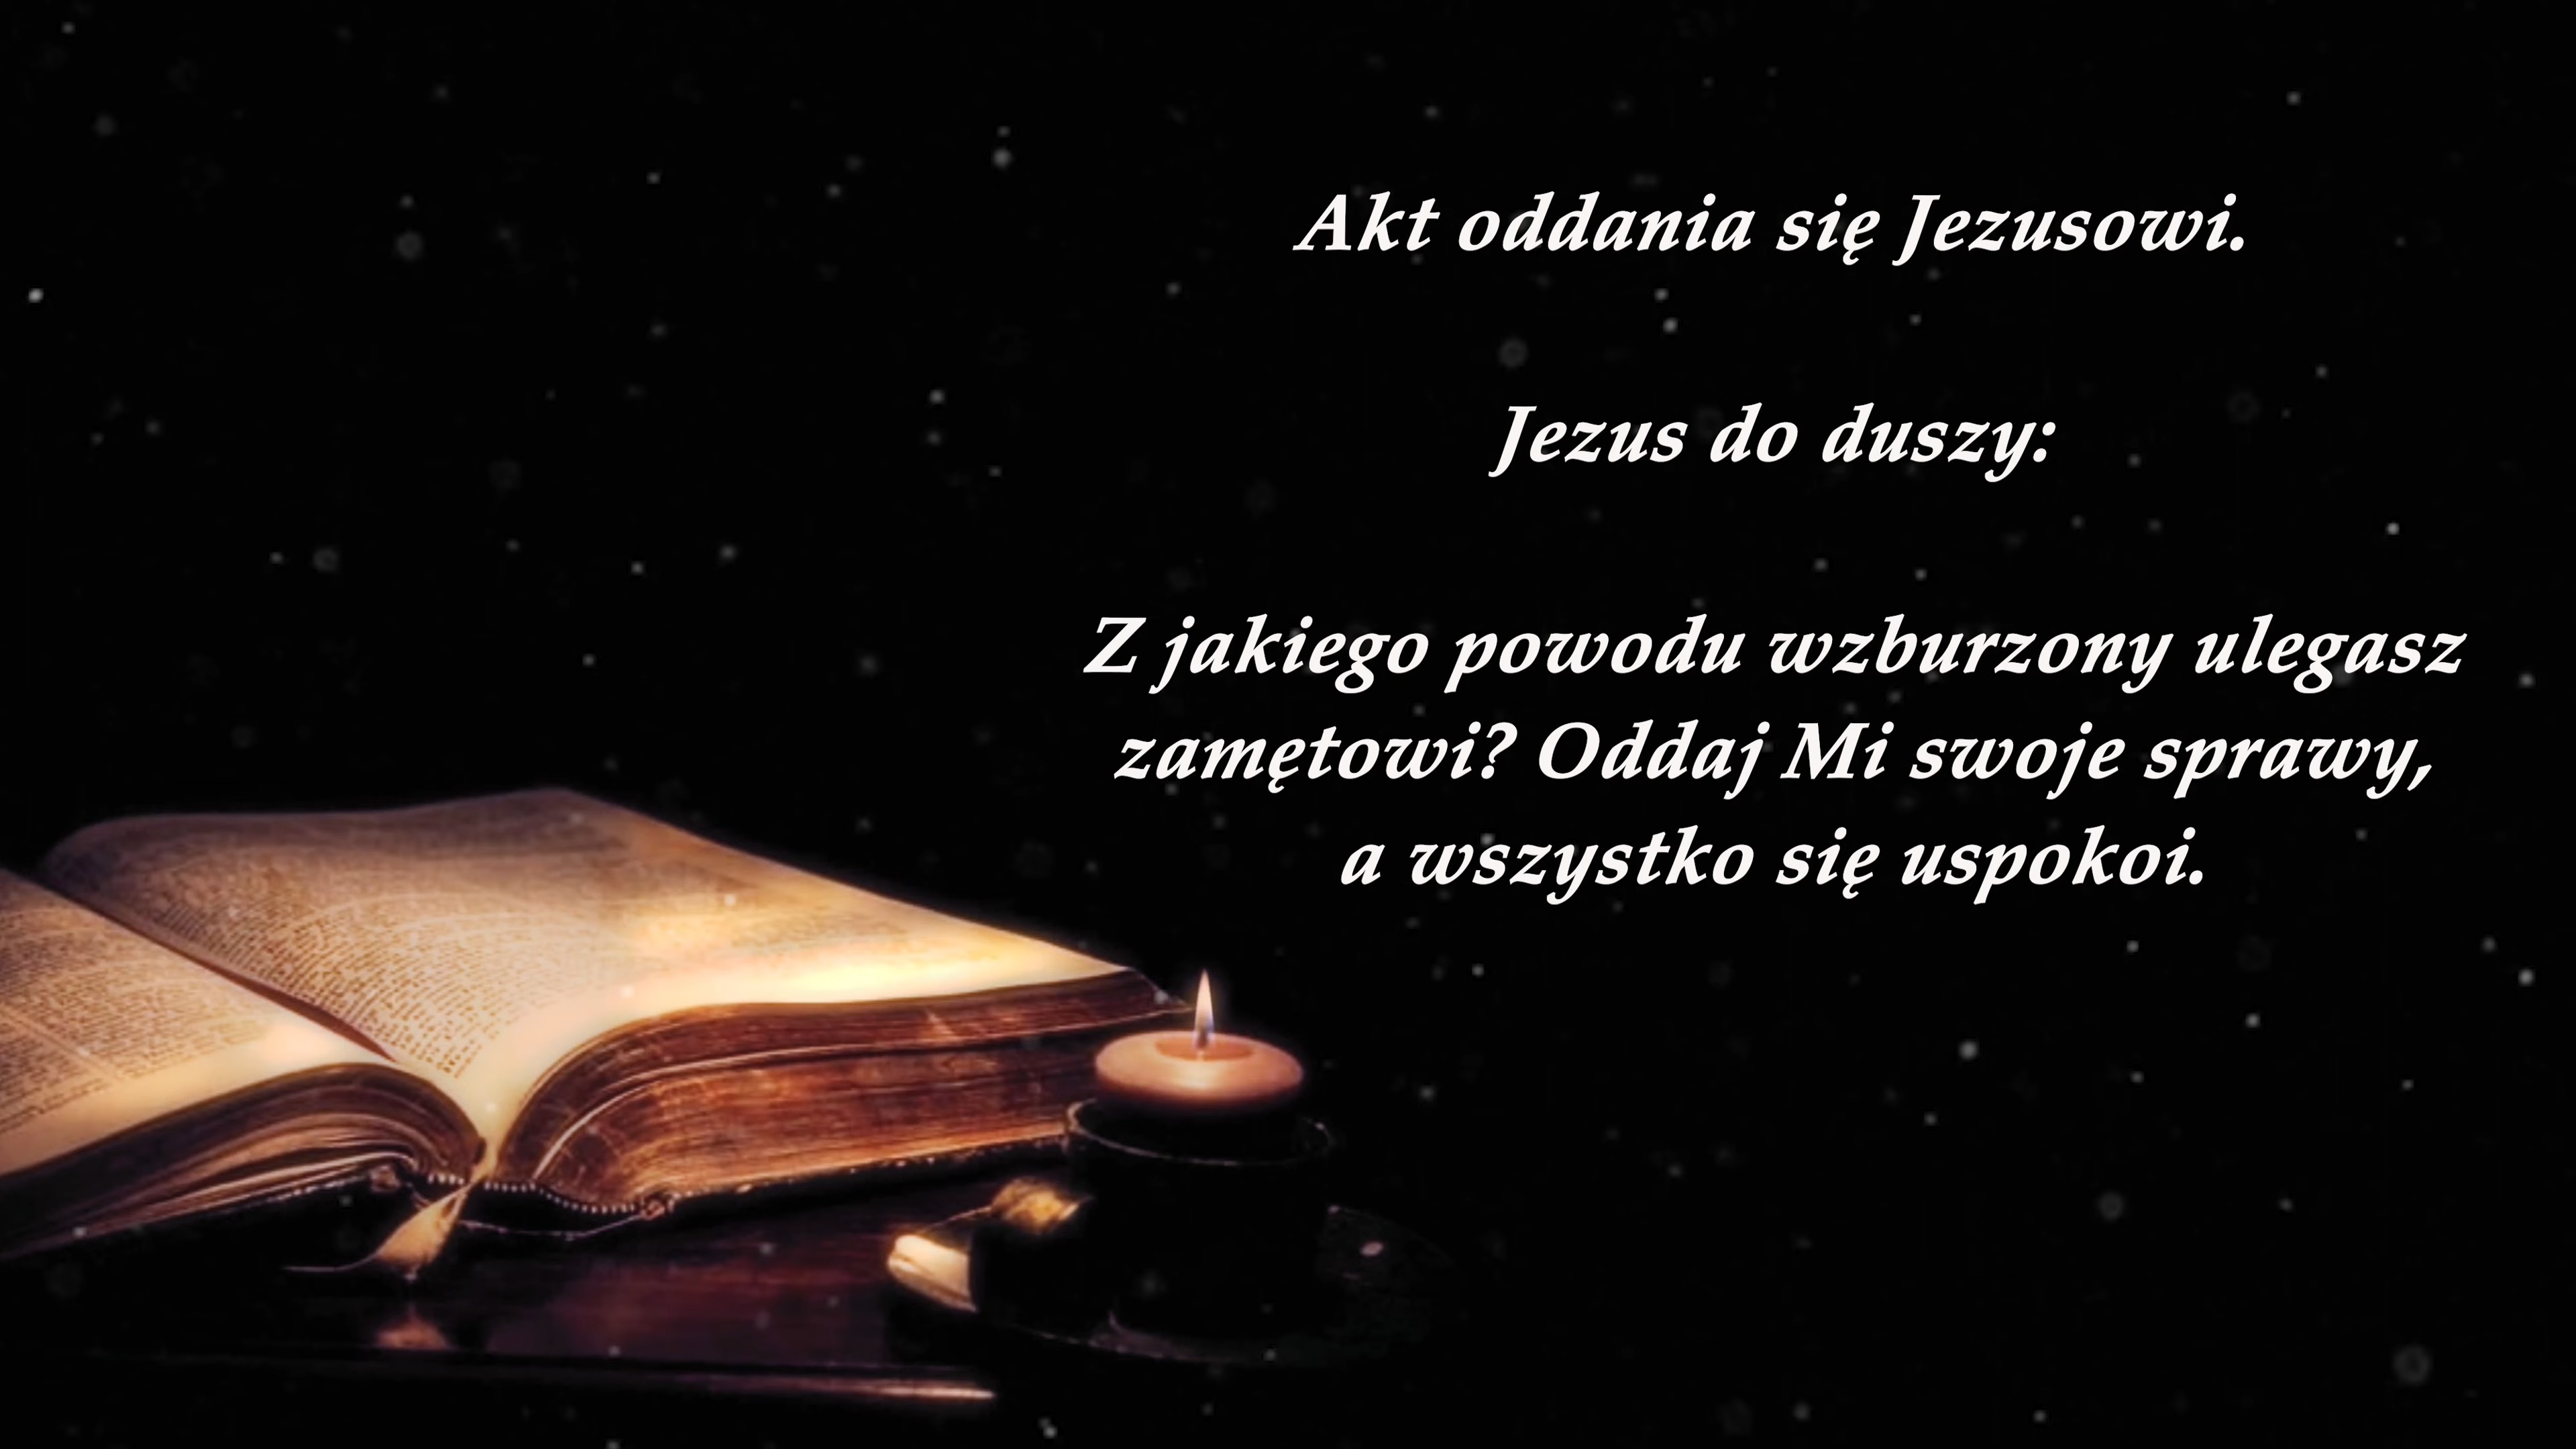 Akt oddania się Jezusowi.
Jezus do duszy:
Z jakiego powodu wzburzony ulegasz
zamętowi? Oddaj Mi swoje sprawy,
a wszystko się uspokoi.